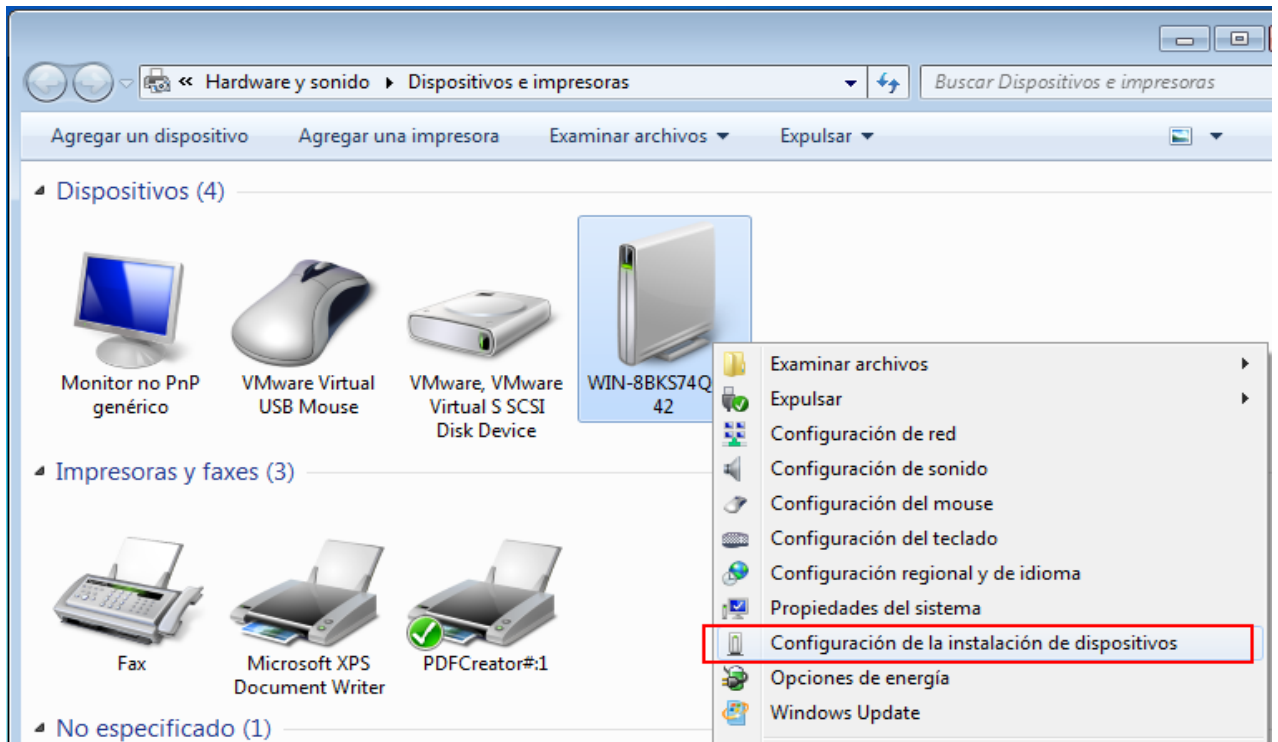 « Hardware y sonido Dispositivos e impresoras
Buscar Dispositivos e impresoras
Agregar un dispositivo Agregar una impresora Examinar archivos Expulsar
Dispositivos (4)
Monitor no PnP
genérico
VMware Virtual
USB Mouse
VMware, VMware
Virtual S SCSI
Disk Device
WIN-8BKS74Q
42
Impresoras y faxes (3)
Fax
Microsoft XPS
Document Writer
PDFCreator#:1
No especificado (1)
Examinar archivos
Expulsar
Configuración de red
Configuración de sonido
Configuración del mouse
Configuración del teclado
Configuración regional y de idioma
Propiedades del sistema
Configuración de la instalación de dispositivos
Opciones de energía
Windows Update